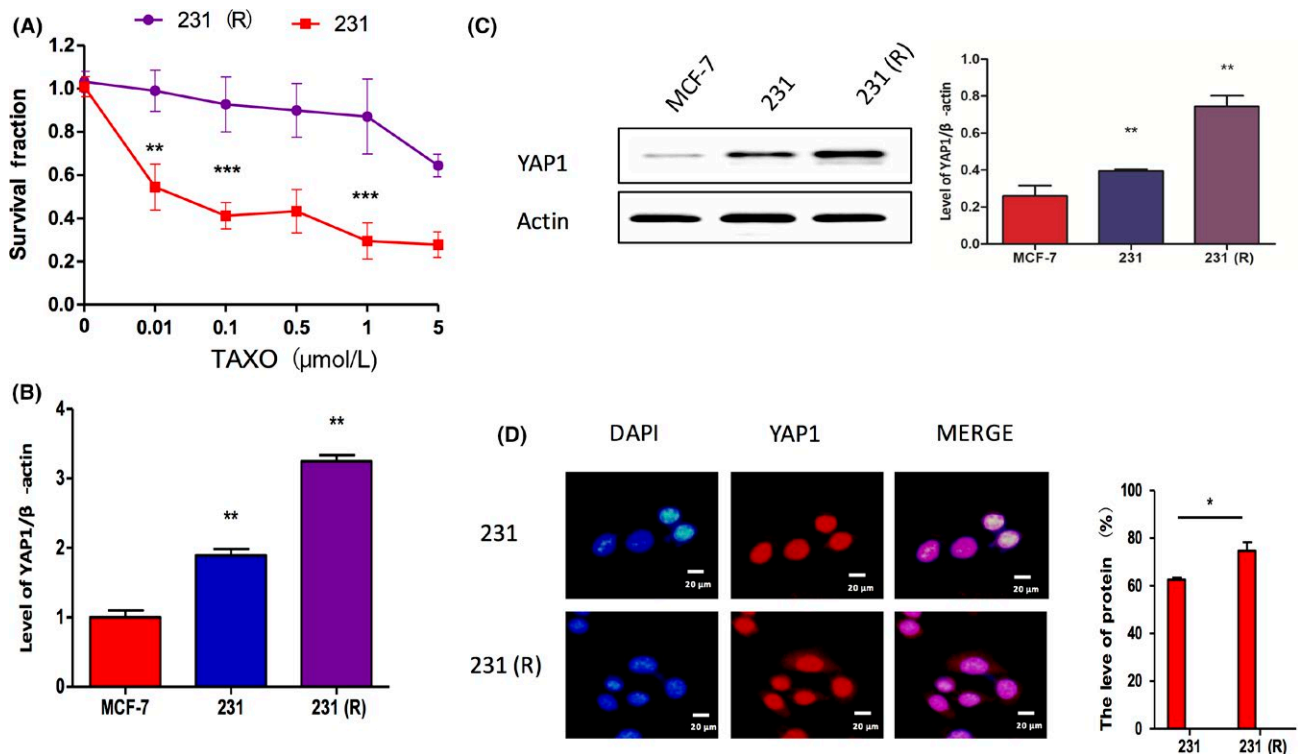 (A)
231 (R) 231
Survival fraction
1.2
1.0
0.8
0.6
0.4
0.2
0.0
**
***
***
0 0.01 0.1 0.5 1 5
TAXO (μmol/L)
(B)
Level of YAP1/β -actin
4
3
2
1
0
**
**
MCF-7 231 231 (R)
(C)
MCF-7 231 231 (R)
YAP1
Actin
Level of YAP1/β -actin
1.0
0.8
0.6
0.4
0.2
0.0
**
**
MCF-7 231 231 (R)
(D)
DAPI YAP1 MERGE
231
20 μm 20 μm 20 μm
231 (R)
20 μm 20 μm 20 μm
The leve of protein (%)
100
80
60
40
20
0
*
231 231 (R)